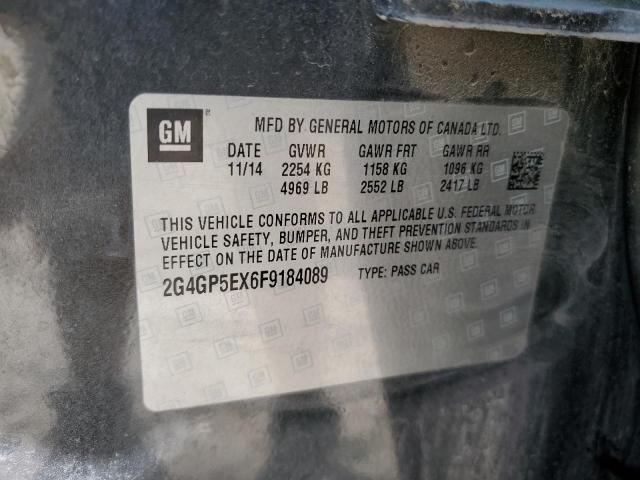 GM
MFD BY GENERAL MOTORS OF CANADA LTD.
DATE GVWR GAWR FRT GAWR RR
11/14 2254 KG 1158 KG 1096 KG
4969 LB 2552 LB 2417 LB
THIS VEHICLE CONFORMS TO ALL APPLICABLE U.S. FEDERAL MOTOR
VEHICLE SAFETY, BUMPER, AND THEFT PREVENTION STANDARDS IN
EFFECT ON THE DATE OF MANUFACTURE SHOWN ABOVE.
2G4GP5EX6F9184089 TYPE: PASS CAR